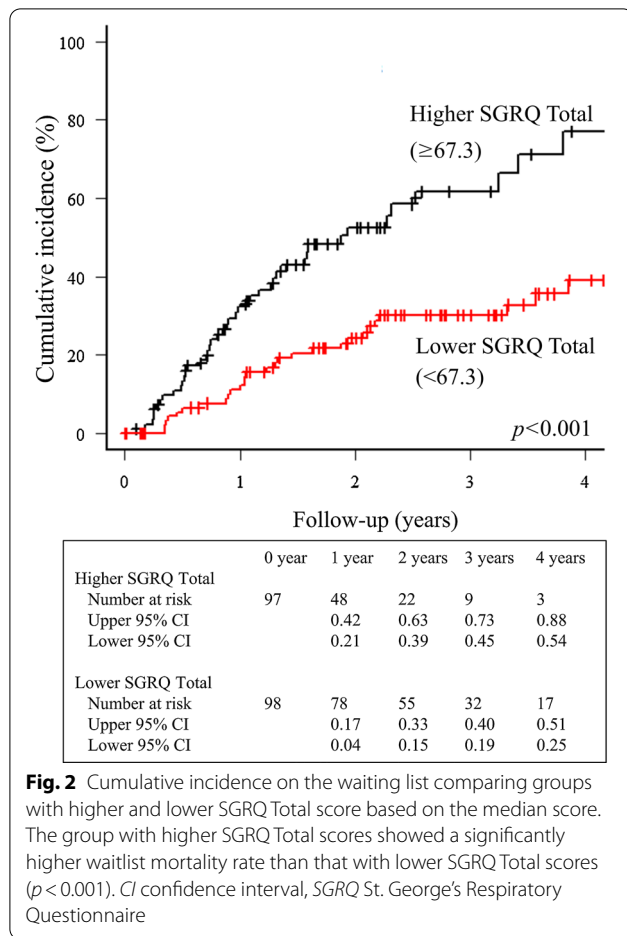 100
80
60
40
20
0
Cumulative incidence (%)
Higher SGRQ Total
(≥67.3)
Lower SGRQ Total
(<67.3)
p<0.001
0 1 2 3 4
Follow-up (years)
0 year 1 year 2 years 3 years 4 years
Higher SGRQ Total
Number at risk 97 48 22 9 3
Upper 95% CI 0.42 0.63 0.73 0.88
Lower 95% CI 0.21 0.39 0.45 0.54
Lower SGRQ Total
Number at risk 98 78 55 32 17
Upper 95% CI 0.17 0.33 0.40 0.51
Lower 95% CI 0.04 0.15 0.19 0.25
Fig. 2 Cumulative incidence on the waiting list comparing groups
with higher and lower SGRQ Total score based on the median score.
The group with higher SGRQ Total scores showed a significantly
higher waitlist mortality rate than that with lower SGRQ Total scores
(p < 0.001). CI confidence interval, SGRQ St. George's Respiratory
Questionnaire